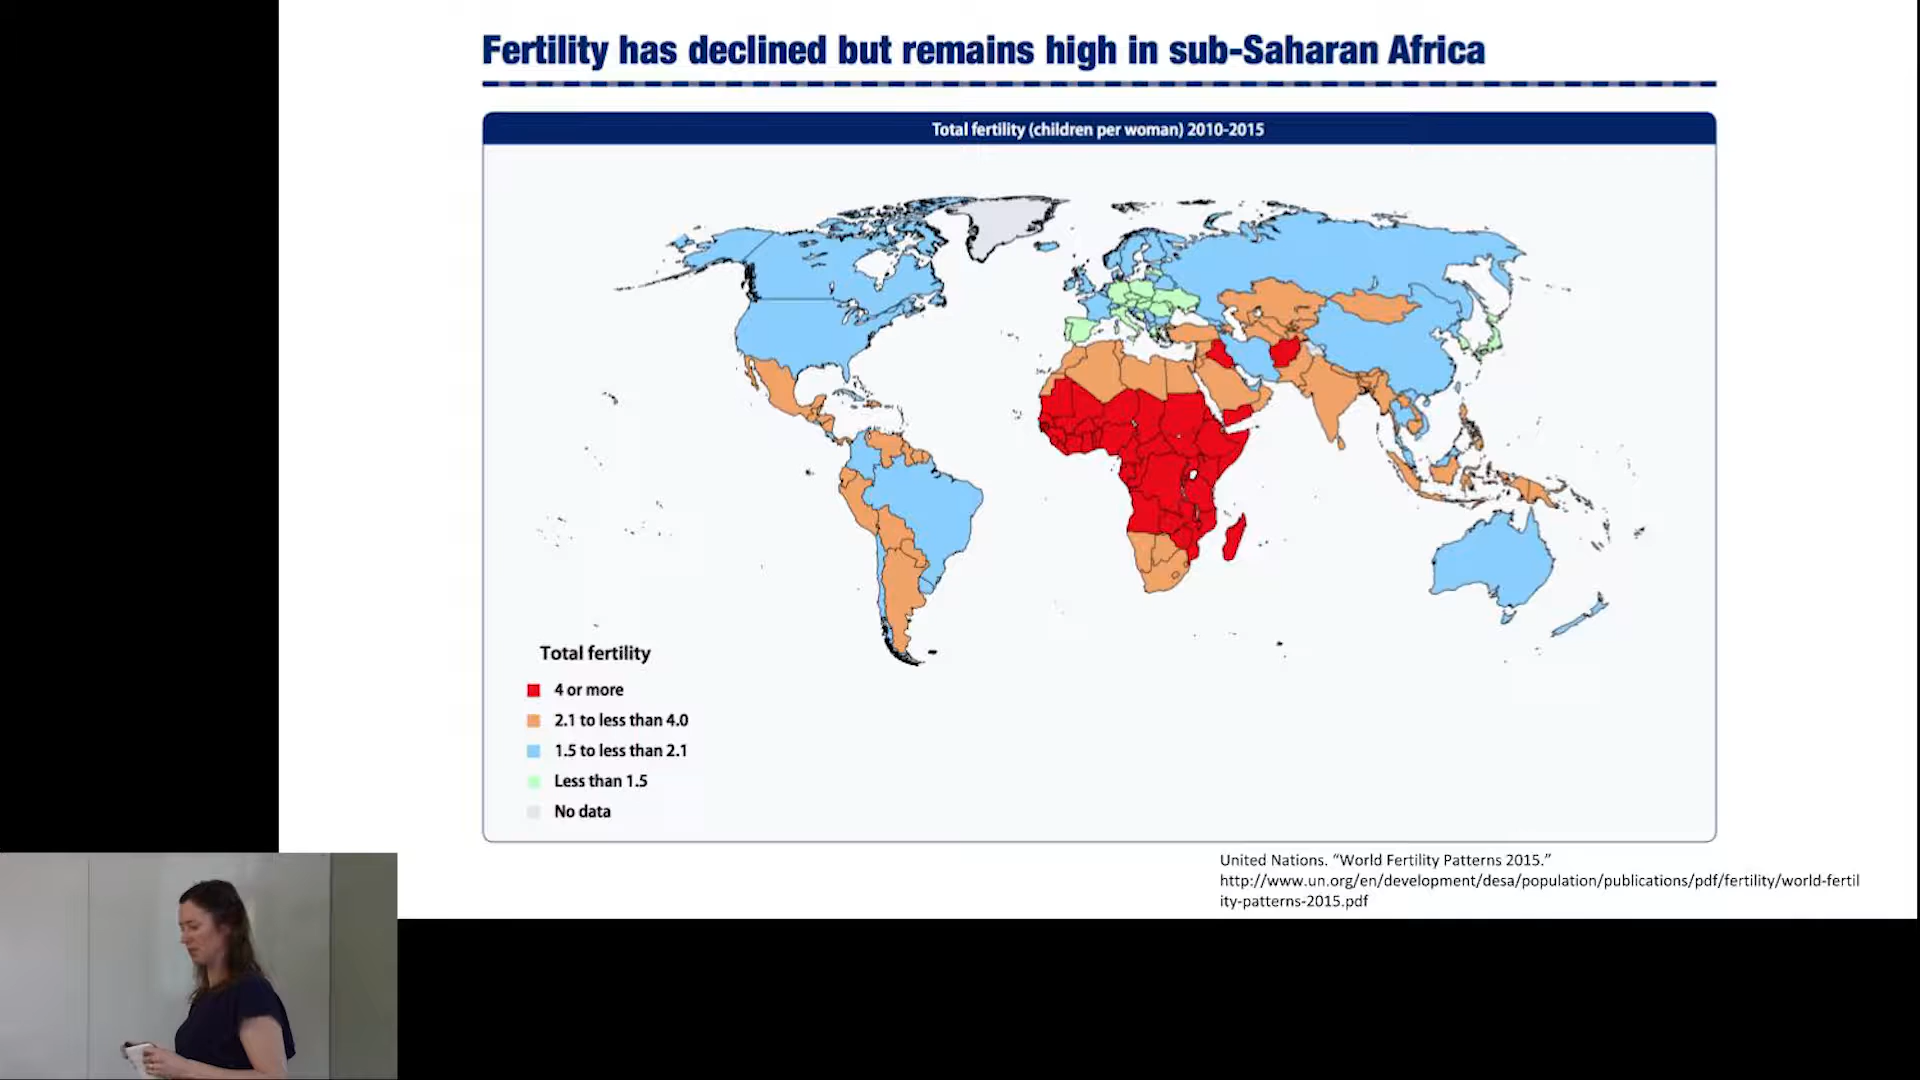 Fertility has declined but remains high in sub-Saharan Africa
Total fertility (children per woman) 2010-2015
Total fertility
4 or more
2.1 to less than 4.0
1.5 to less than 2.1
Less than 1.5
No data
United Nations. “World Fertility Patterns 2015.”
http://www.un.org/en/development/desa/population/publications/pdf/fertility/world-fertil
ity-patterns-2015.pdf